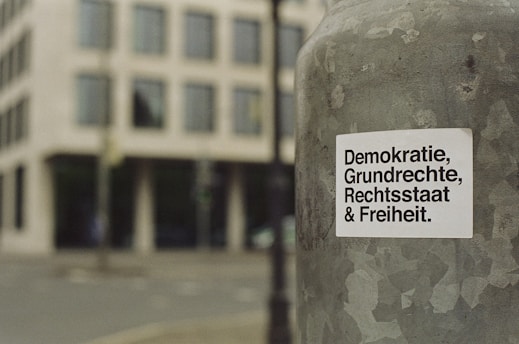 Demokratie,
Grundrechte,
Rechtsstaat
& Freiheit.